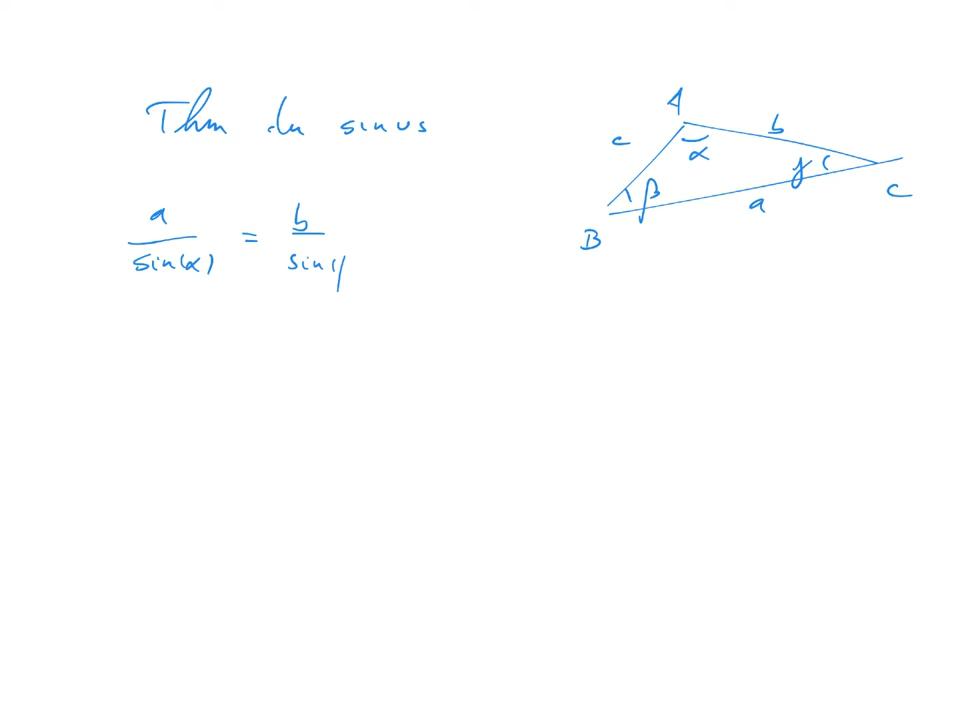 Thm du sinus
a / sin(α) = b / sin(
A
b
c
α
γ
β
a
C
B